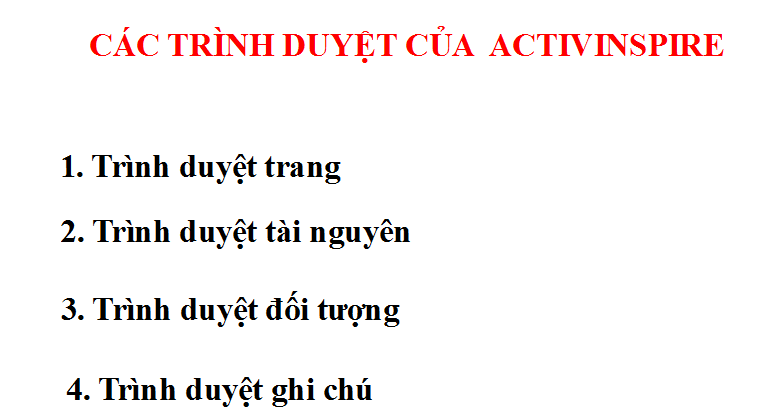 CÁC TRÌNH DUYỆT CỦA ACTIVINSPIRE
1. Trình duyệt trang
2. Trình duyệt tài nguyên
3. Trình duyệt đối tượng
4. Trình duyệt ghi chú